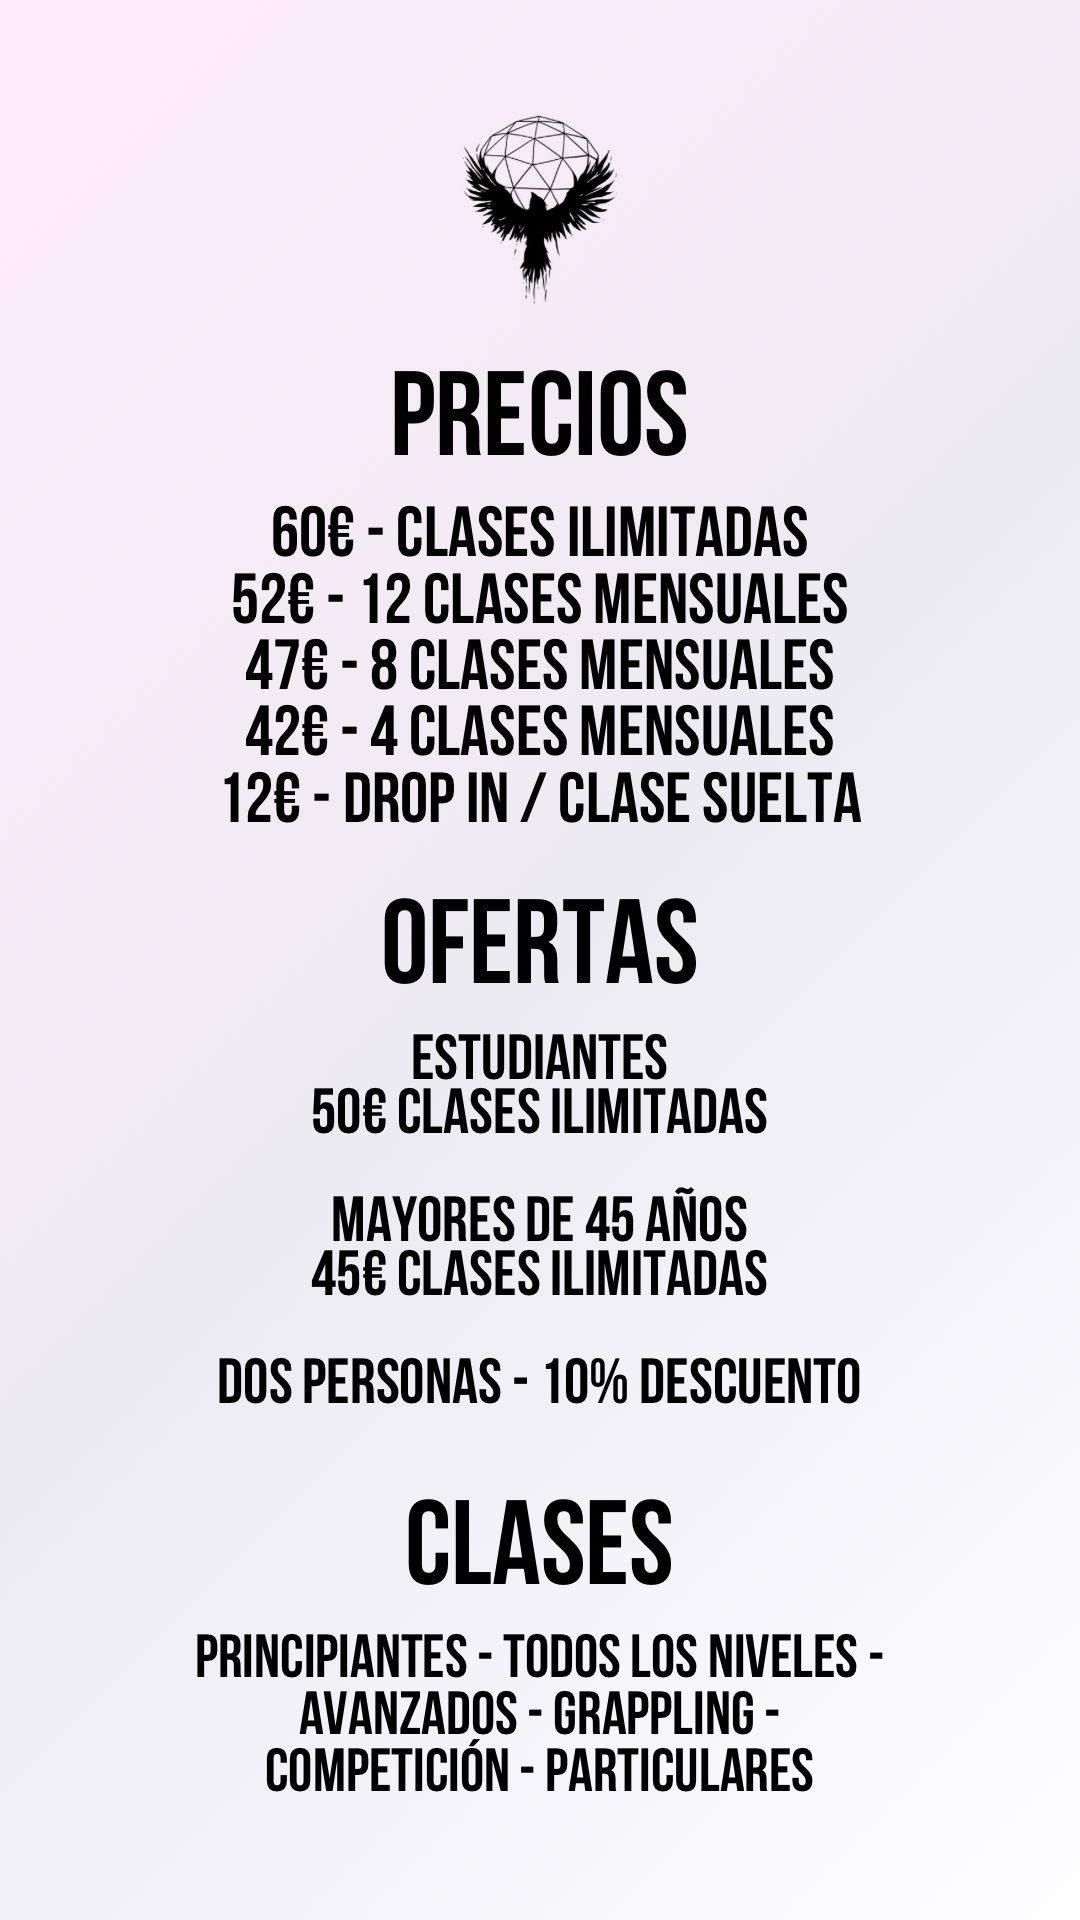 PRECIOS
60€ - CLASES ILIMITADAS
52€ - 12 CLASES MENSUALES
47€ - 8 CLASES MENSUALES
42€ - 4 CLASES MENSUALES
12€ - DROP IN / CLASE SUELTA
OFERTAS
ESTUDIANTES
50€ CLASES ILIMITADAS
MAYORES DE 45 AÑOS
45€ CLASES ILIMITADAS
DOS PERSONAS - 10% DESCUENTO
CLASES
PRINCIPIANTES - TODOS LOS NIVELES -
AVANZADOS - GRAPPLING -
COMPETICIÓN - PARTICULARES